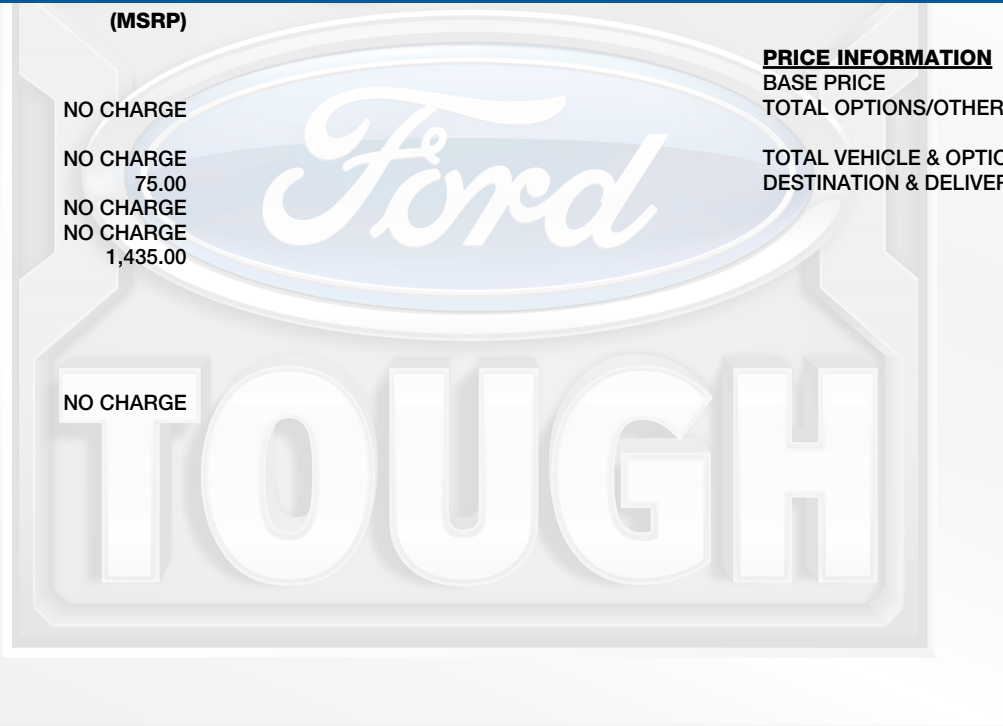 (MSRP)
NO CHARGE
NO CHARGE
75.00
NO CHARGE
NO CHARGE
1,435.00
NO CHARGE
PRICE INFORMATION
BASE PRICE
TOTAL OPTIONS/OTHER
TOTAL VEHICLE & OPTIO
DESTINATION & DELIVER
Ford
TOUGH